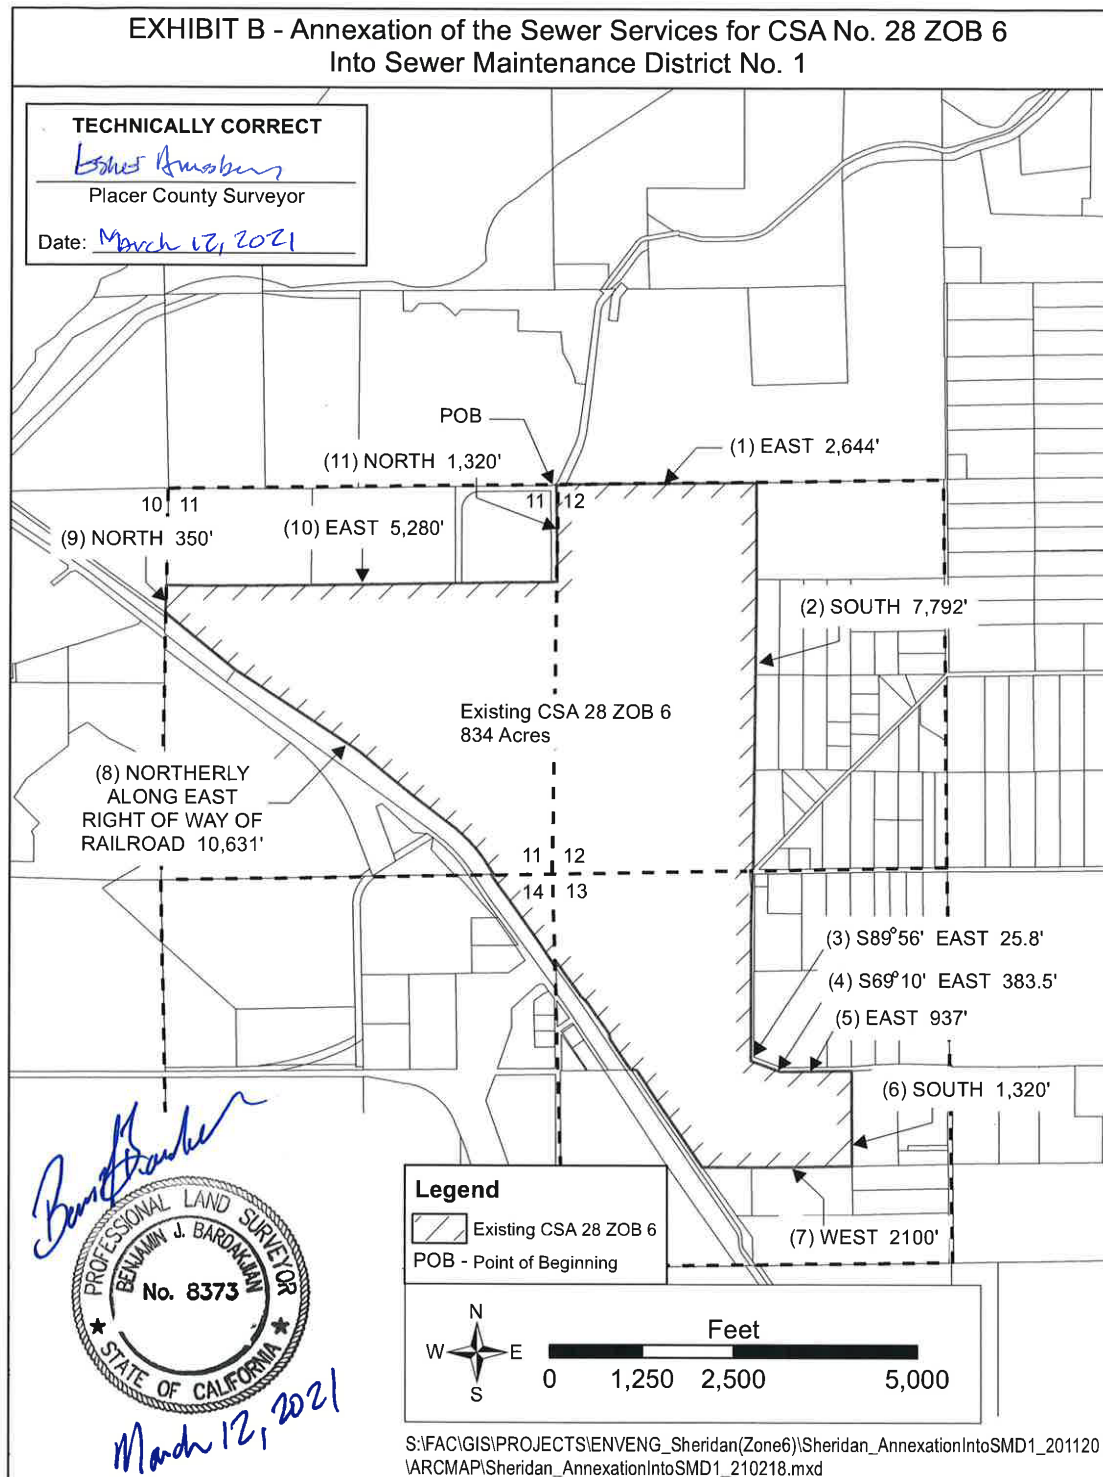 EXHIBIT B - Annexation of the Sewer Services for CSA No. 28 ZOB 6
Into Sewer Maintenance District No. 1
TECHNICALLY CORRECT
Placer County Surveyor
Date: March 12, 2021
POB
(1) EAST 2,644'
(11) NORTH 1,320'
10 11
11 12
(9) NORTH 350'
(10) EAST 5,280'
(2) SOUTH 7,792'
Existing CSA 28 ZOB 6
834 Acres
(8) NORTHERLY
ALONG EAST
RIGHT OF WAY OF
RAILROAD 10,631'
11 12
14 13
(3) S89°56' EAST 25.8'
(4) S69°10' EAST 383.5'
(5) EAST 937'
(6) SOUTH 1,320'
(7) WEST 2100'
Legend
Existing CSA 28 ZOB 6
POB - Point of Beginning
PROFESSIONAL LAND SURVEYOR
BENJAMIN J. BARDAKJIAN
No. 8373
STATE OF CALIFORNIA
March 12, 2021
N
W E
S
Feet
0 1,250 2,500 5,000
S:\FAC\GIS\PROJECTS\ENVENG_Sheridan(Zone6)\Sheridan_AnnexationIntoSMD1_201120
\ARCMAP\Sheridan_AnnexationIntoSMD1_210218.mxd